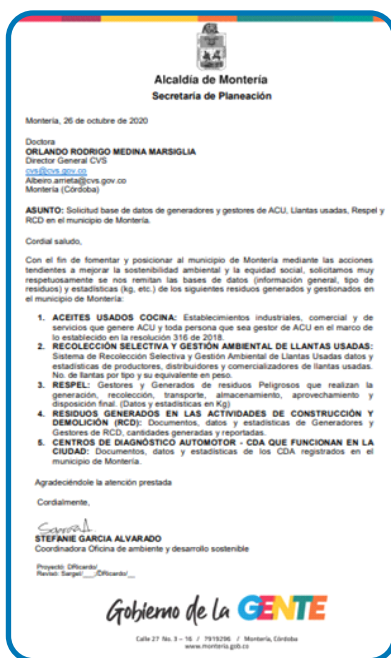 Alcaldía de Montería
Secretaría de Planeación
Montería, 26 de octubre de 2020
Doctora
ORLANDO RODRIGO MEDINA MARSIGLIA
Director General CVS
cvs@cvs.gov.co
Albeiro.arrieta@cvs.gov.co
Montería (Córdoba)
ASUNTO: Solicitud base de datos de generadores y gestores de ACU, Llantas usadas, Respel y
RCD en el municipio de Montería.
Cordial saludo,
Con el fin de fomentar y posicionar al municipio de Montería mediante las acciones
tendientes a mejorar la sostenibilidad ambiental y la equidad social, solicitamos muy
respetuosamente se nos remitan las bases de datos (información general, tipo de
residuos) y estadísticas (kg, etc.) de los siguientes residuos generados y gestionados en
el municipio de Montería:
1. ACEITES USADOS COCINA: Establecimientos industriales, comercial y de
servicios que genere ACU y toda persona que sea gestor de ACU en el marco de
lo establecido en la resolución 316 de 2018.
2. RECOLECCIÓN SELECTIVA Y GESTIÓN AMBIENTAL DE LLANTAS USADAS:
Sistema de Recolección Selectiva y Gestión Ambiental de Llantas Usadas datos y
estadísticas de productores, distribuidores y comercializadores de llantas usadas.
No. de llantas por tipo y su equivalente en peso.
3. RESPEL: Gestores y Generados de residuos Peligrosos que realizan la
generación, recolección, transporte, almacenamiento, aprovechamiento y
disposición final. (Datos y estadísticas en Kg)
4. RESIDUOS GENERADOS EN LAS ACTIVIDADES DE CONSTRUCCIÓN Y
DEMOLICIÓN (RCD): Documentos, datos y estadísticas de Generadores y
Gestores de RCD, cantidades generadas y reportadas.
5. CENTROS DE DIAGNÓSTICO AUTOMOTOR - CDA QUE FUNCIONAN EN LA
CIUDAD: Documentos, datos y estadísticas de los CDA registrados en el
municipio de Montería.
Agradeciéndole la atención prestada
Cordialmente,
STEFANIE GARCIA ALVARADO
Coordinadora Oficina de ambiente y desarrollo sostenible
Proyectó: DRicardo/
Revisó: Sargel/___/DRicardo/__
Gobierno de la GENTE
Calle 27 No. 3 – 16 / 7919296 / Montería, Córdoba
www.monteria.gob.co